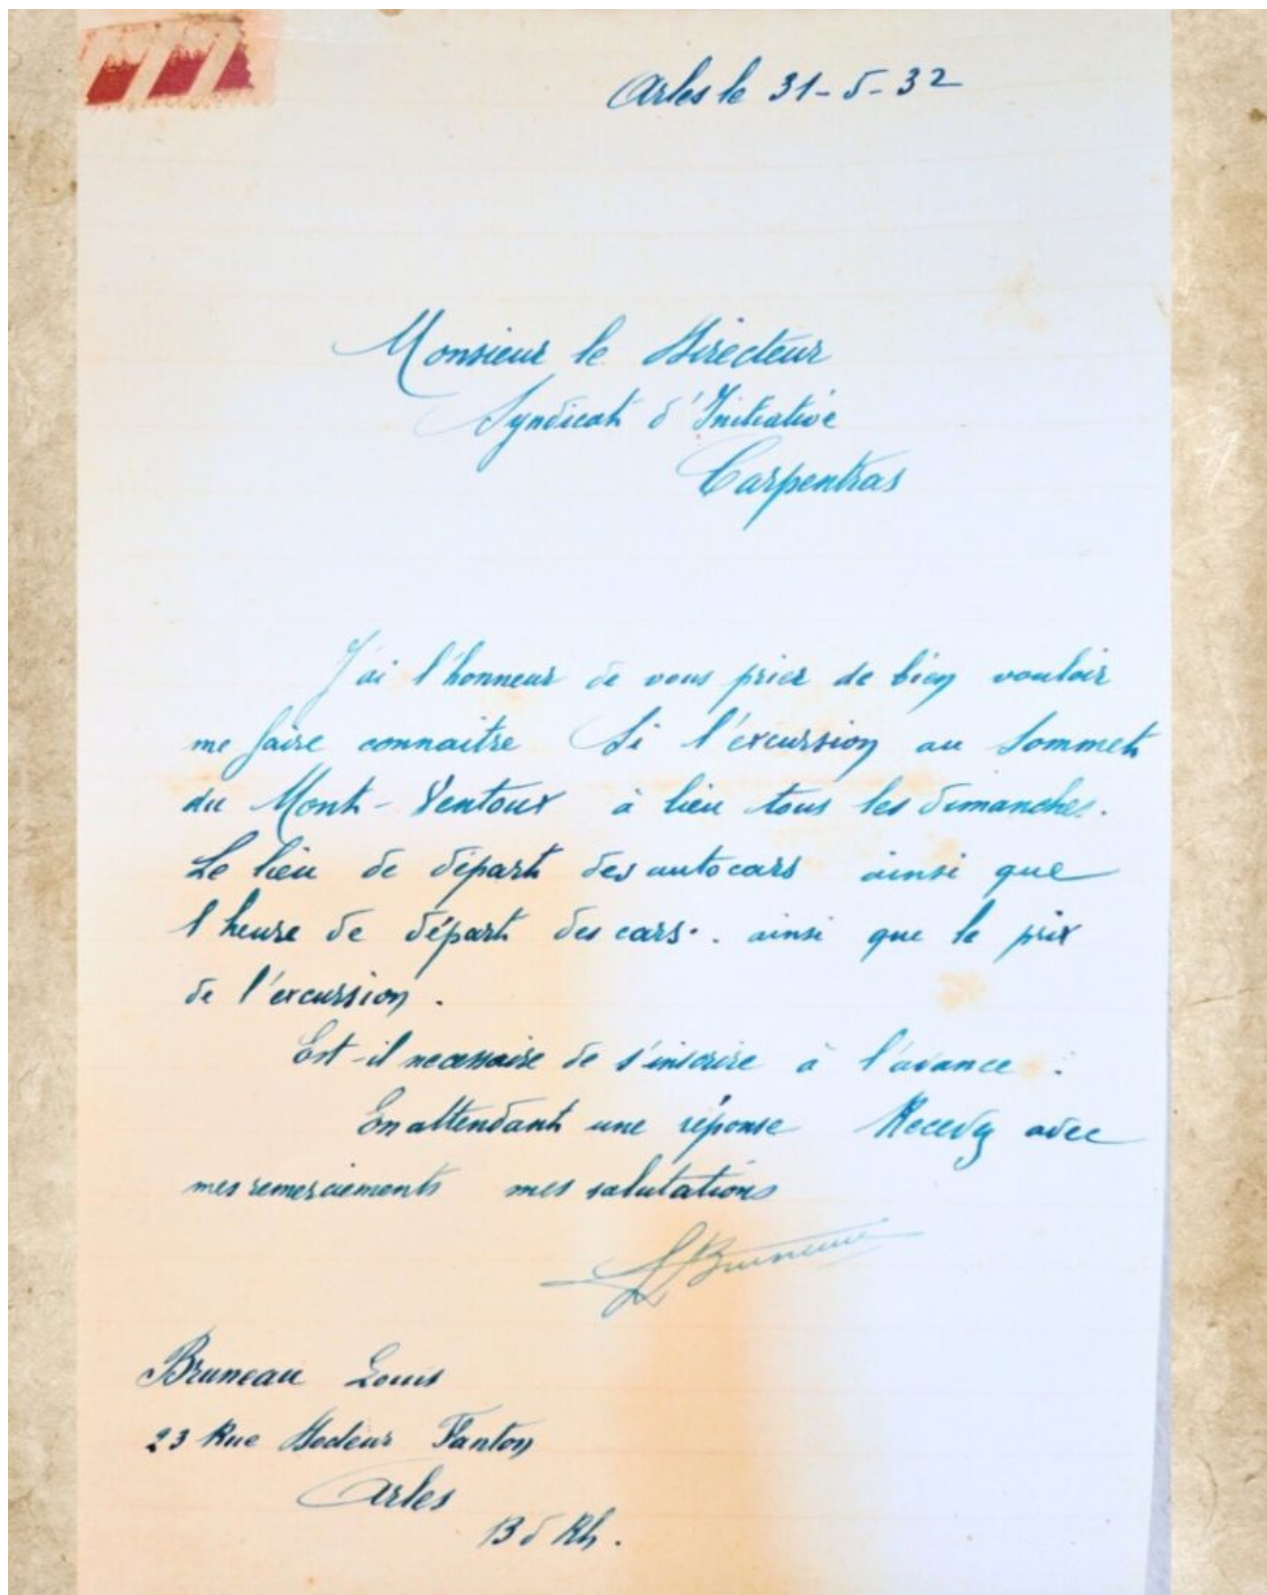 Arles le 31-5-32
Monsieur le Directeur
Syndicat d'Initiative
Carpentras
J'ai l'honneur de vous prier de bien vouloir
me faire connaitre Si l'excursion au Sommet
du Mont-Ventoux à lieu tous les dimanches.
Le lieu de départ des autocars ainsi que
l'heure de départ des cars. . ainsi que le prix
de l'excursion.
Est-il necessaire de s'inscrire à l'avance :
En attendant une réponse Recevez avec
mes remerciements mes salutations
LBruneau
Bruneau Louis
23 Rue Docteur Fanton
Arles
B d Rh.